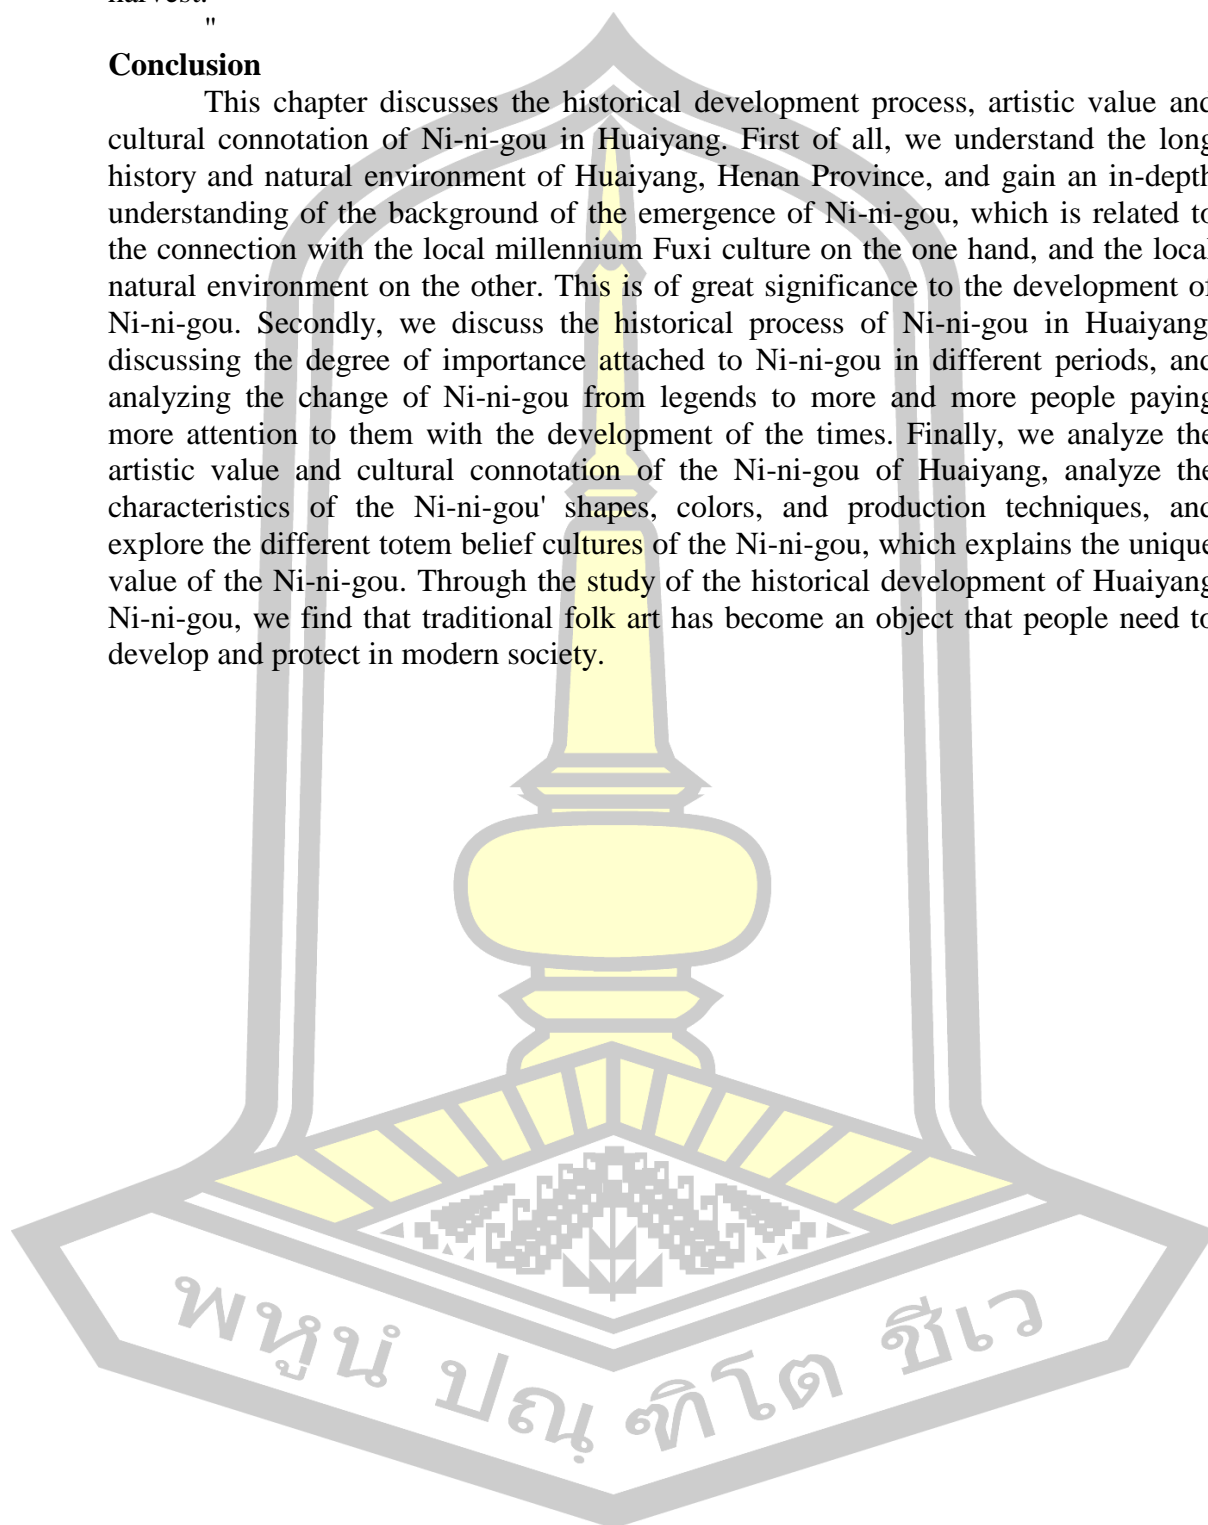 harvest.
"
Conclusion
This chapter discusses the historical development process, artistic value and
cultural connotation of Ni-ni-gou in Huaiyang. First of all, we understand the long
history and natural environment of Huaiyang, Henan Province, and gain an in-depth
understanding of the background of the emergence of Ni-ni-gou, which is related to
the connection with the local millennium Fuxi culture on the one hand, and the local
natural environment on the other. This is of great significance to the development of
Ni-ni-gou. Secondly, we discuss the historical process of Ni-ni-gou in Huaiyang
discussing the degree of importance attached to Ni-ni-gou in different periods, and
analyzing the change of Ni-ni-gou from legends to more and more people paying
more attention to them with the development of the times. Finally, we analyze the
artistic value and cultural connotation of the Ni-ni-gou of Huaiyang, analyze the
characteristics of the Ni-ni-gou' shapes, colors, and production techniques, and
explore the different totem belief cultures of the Ni-ni-gou, which explains the unique
value of the Ni-ni-gou. Through the study of the historical development of Huaiyang
Ni-ni-gou, we find that traditional folk art has become an object that people need to
develop and protect in modern society.
พหูนํ ปณฺฑิโต ชีเว